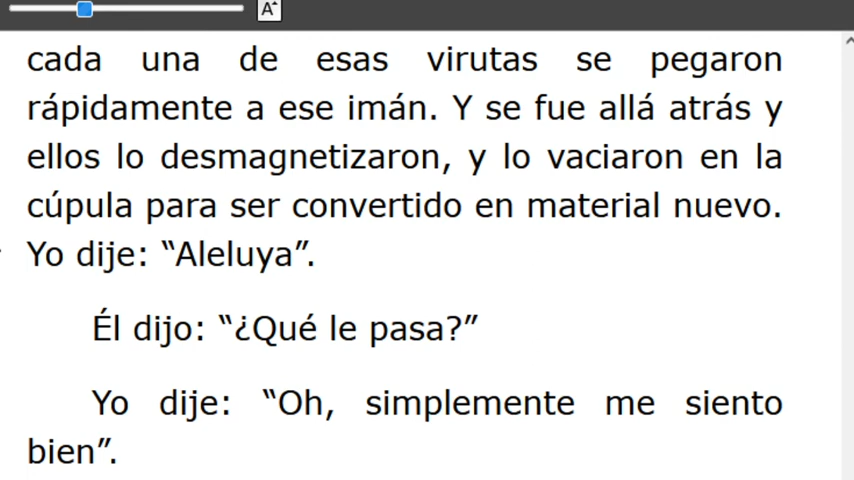 A
cada una de esas virutas se pegaron
rápidamente a ese imán. Y se fue allá atrás y
ellos lo desmagnetizaron, y lo vaciaron en la
cúpula para ser convertido en material nuevo.
Yo dije: “Aleluya”.
Él dijo: “¿Qué le pasa?”
Yo dije: “Oh, simplemente me siento
bien”.